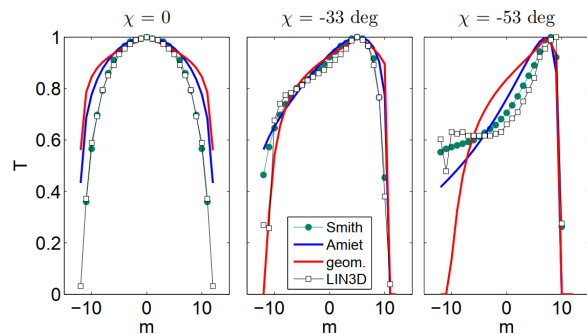 χ = 0
χ = -33 deg
χ = -53 deg
T
1
0.8
0.6
0.4
0.2
0
Smith
Amiet
geom.
LIN3D
−10 0 10
−10 0 10
−10 0 10
m
m
m